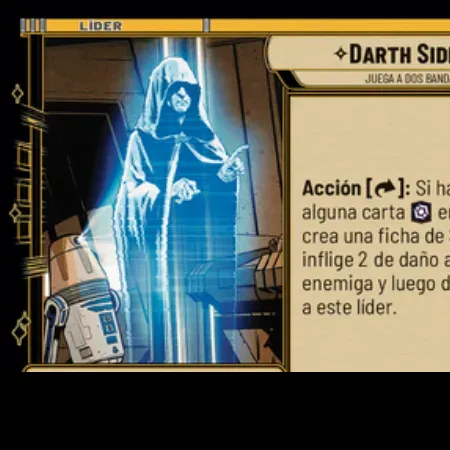 LÍDER
DARTH SID
JUEGA A DOS BAND
Acción [ ]: Si ha
alguna carta
crea una ficha de
inflige 2 de daño a
enemiga y luego d
a este líder.